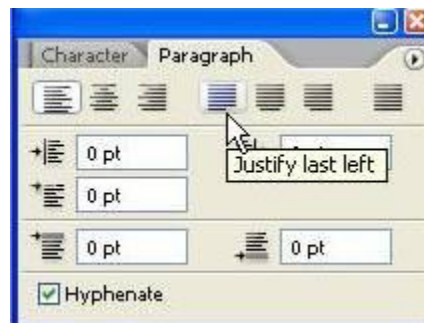 Character Paragraph
0 pt
Justify last left
0 pt
0 pt 0 pt
Hyphenate